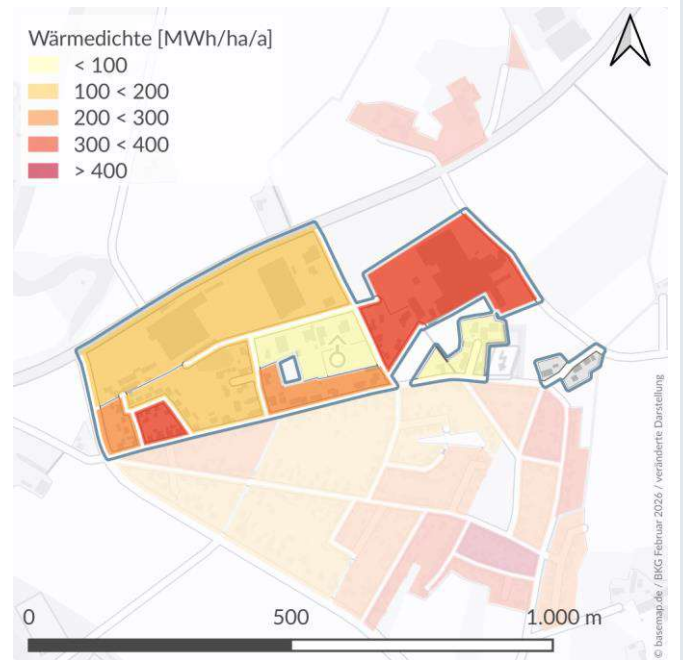 Wärmedichte [MWh/ha/a]
< 100
100 < 200
200 < 300
300 < 400
> 400
0 500 1.000 m
© basemap.de / BKG Februar 2026 / veränderte Darstellung